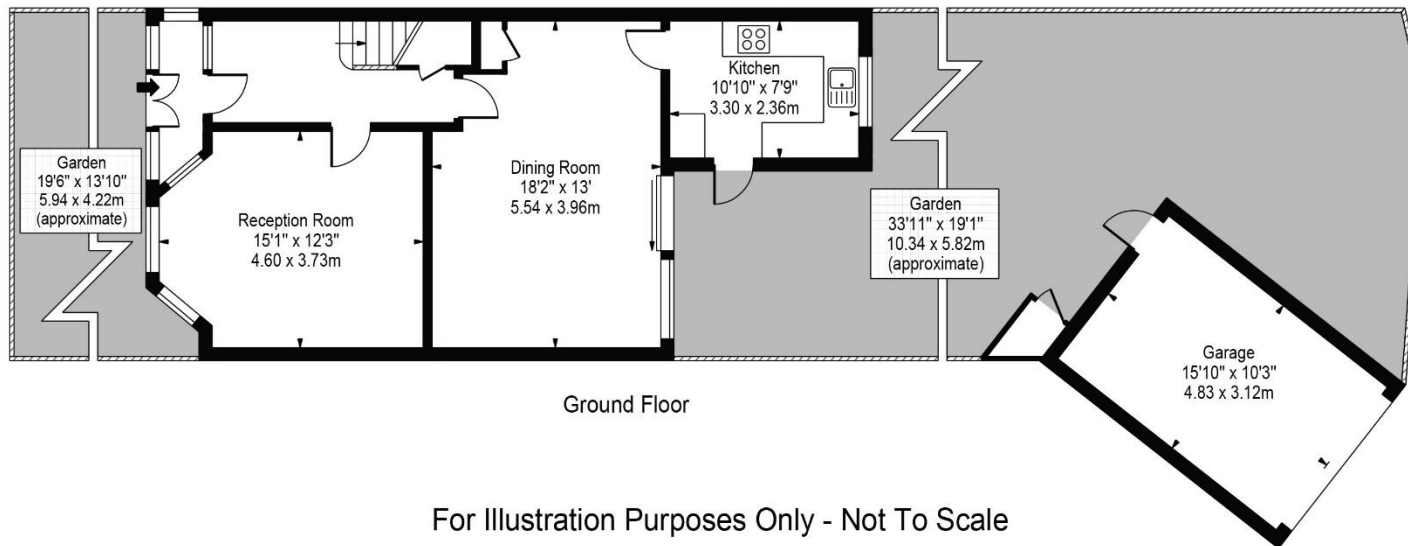 Garden
19'6" x 13'10"
5.94 x 4.22m
(approximate)
Reception Room
15'1" x 12'3"
4.60 x 3.73m
Dining Room
18'2" x 13'
5.54 x 3.96m
Kitchen
10'10" x 7'9"
3.30 x 2.36m
Garden
33'11" x 19'1"
10.34 x 5.82m
(approximate)
Garage
15'10" x 10'3"
4.83 x 3.12m
Ground Floor
For Illustration Purposes Only - Not To Scale